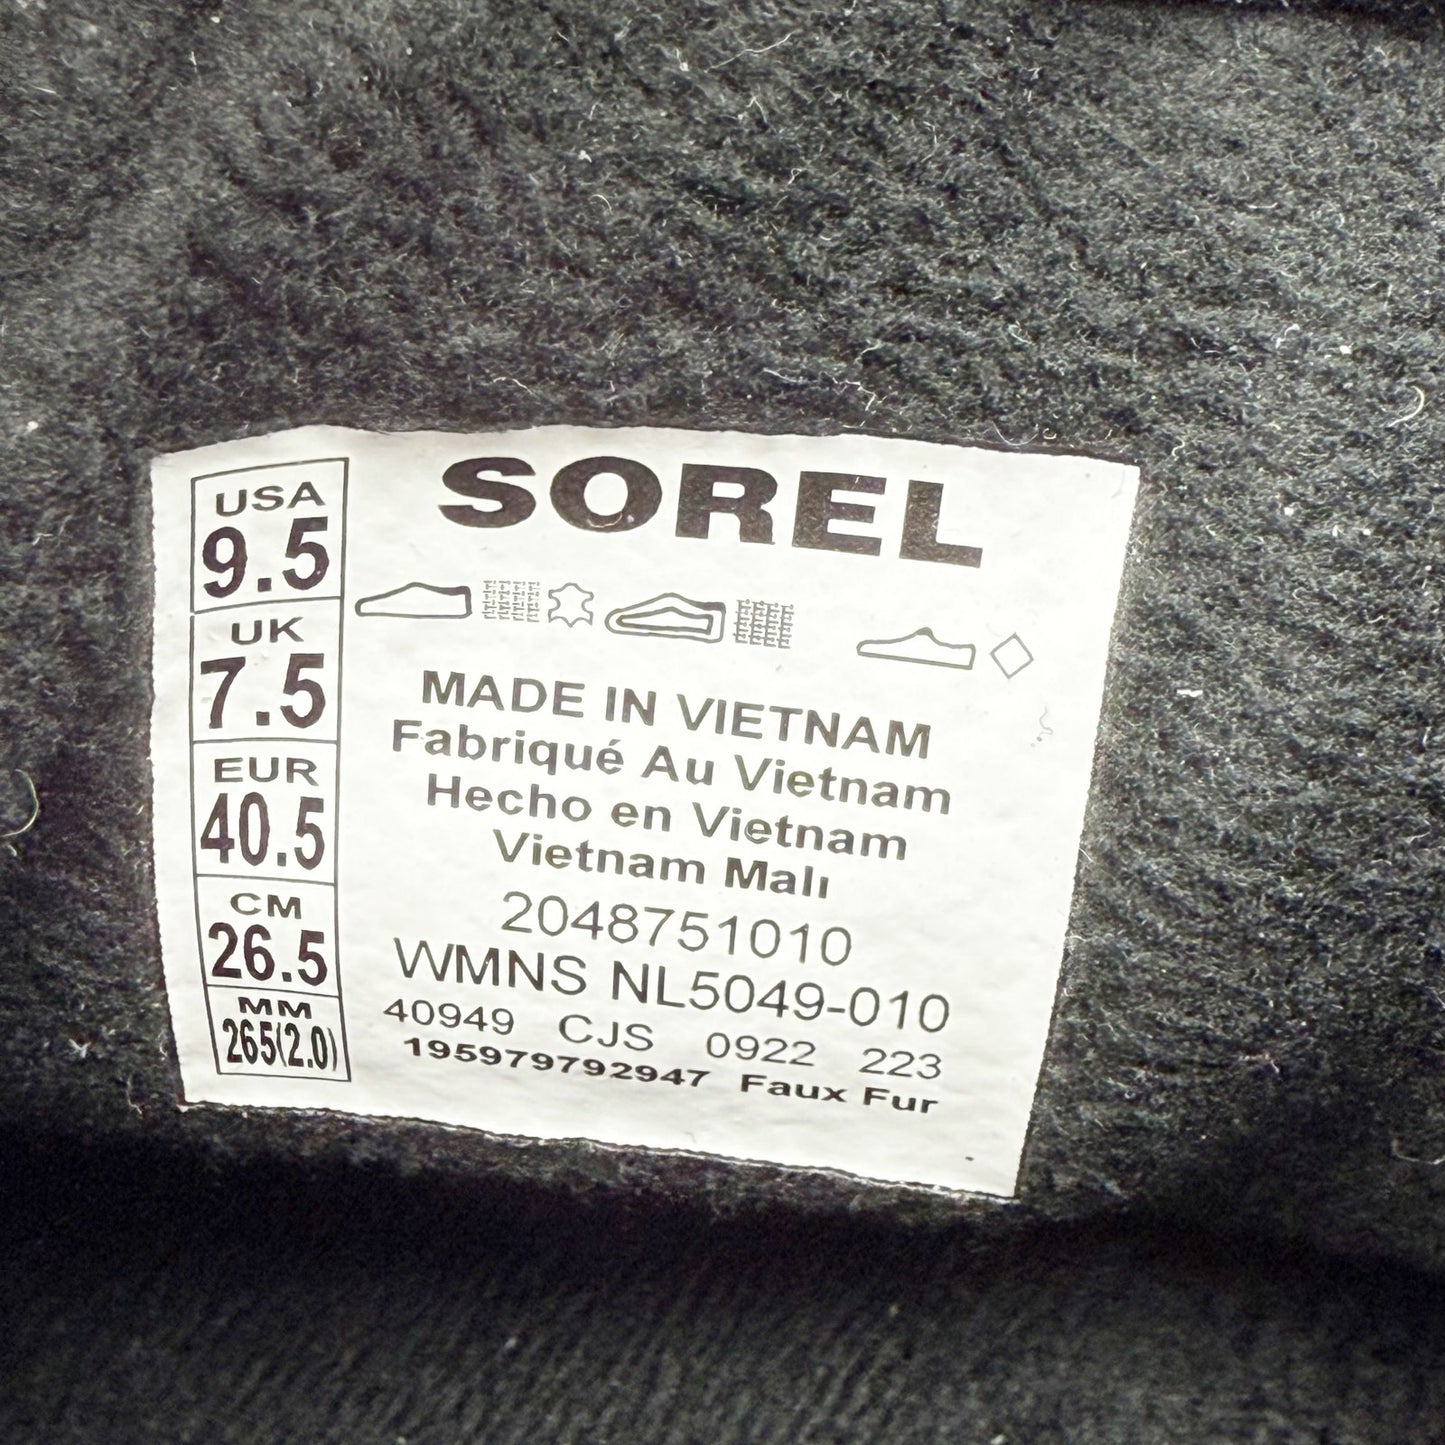 SOREL
USA
9.5
UK
7.5
EUR
40.5
CM
26.5
MM
265(2.0)
MADE IN VIETNAM
Fabriqué Au Vietnam
Hecho en Vietnam
Vietnam Malı
2048751010
WMNS NL5049-010
40949 CJS 0922 223
195979792947 Faux Fur